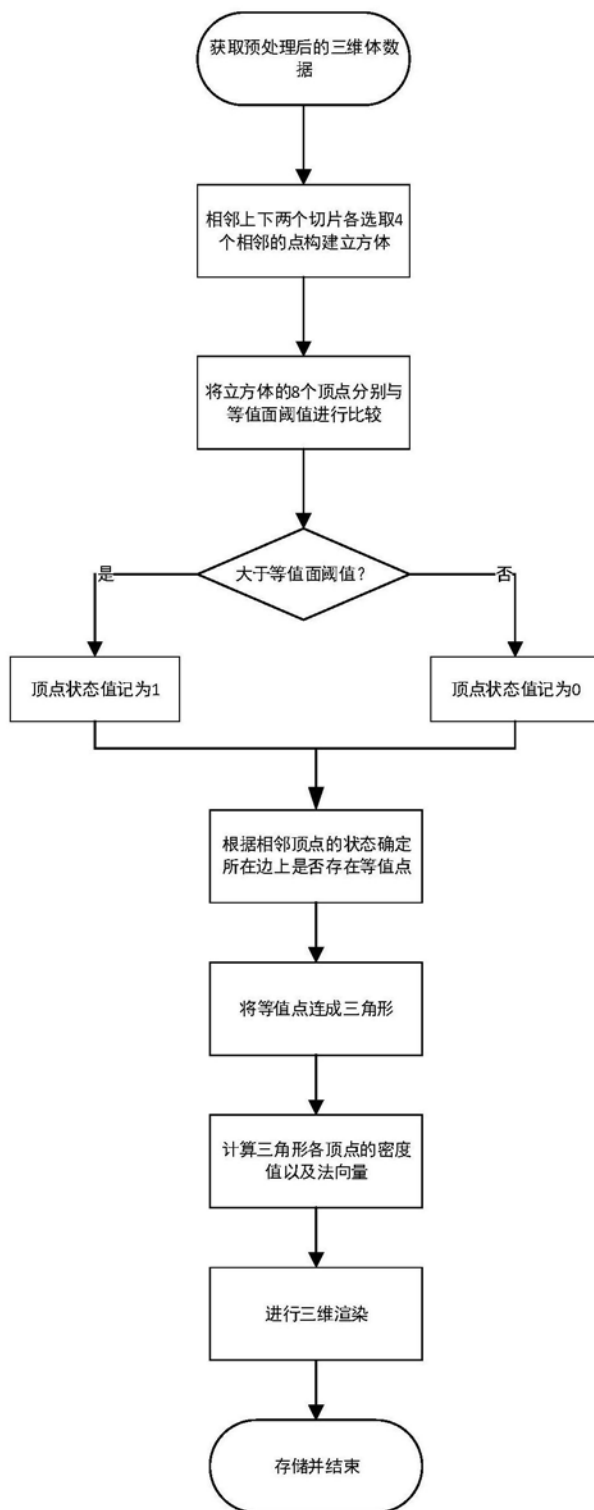 获取预处理后的三维体数
据
相邻上下两个切片各选取4
个相邻的点构建立方体
将立方体的8个顶点分别与
等值面阈值进行比较
大于等值面阈值?
是
否
顶点状态值记为1
顶点状态值记为0
根据相邻顶点的状态确定
所在边上是否存在等值点
将等值点连成三角形
计算三角形各顶点的密度
值以及法向量
进行三维渲染
存储并结束